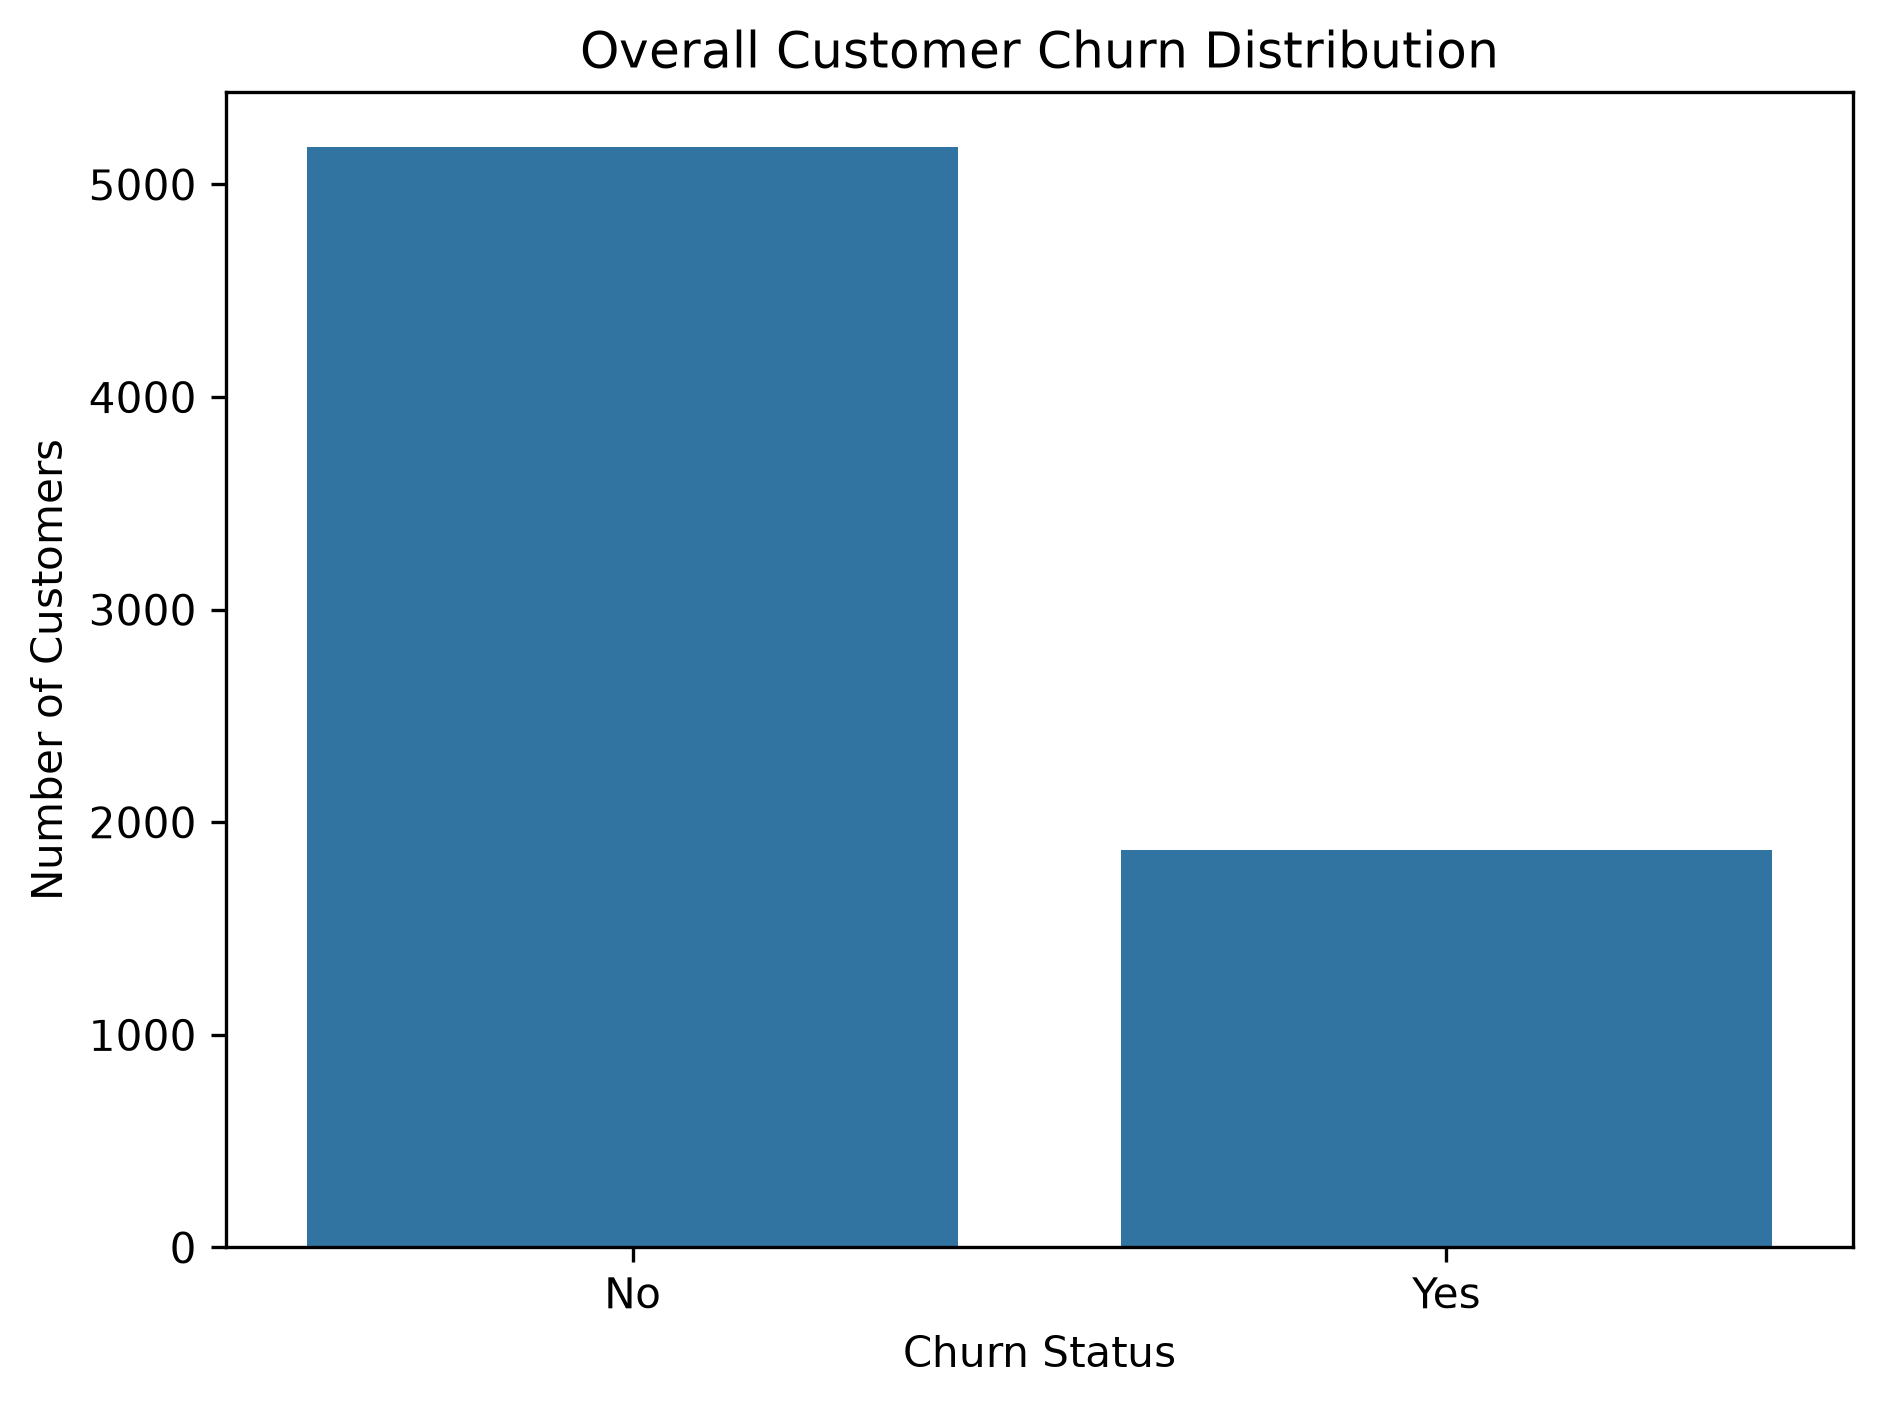 Overall Customer Churn Distribution
Number of Customers
5000
4000
3000
2000
1000
0
No
Yes
Churn Status